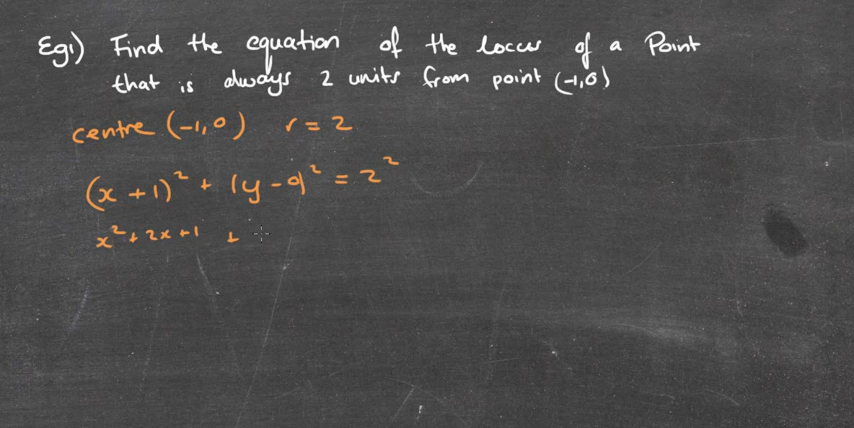 Eg1) Find the equation of the locus of a Point
that is always 2 units from point (-1,0)
centre (-1,0) r = 2
(x + 1)² + (y - 0)² = 2²
x² + 2x + 1 +